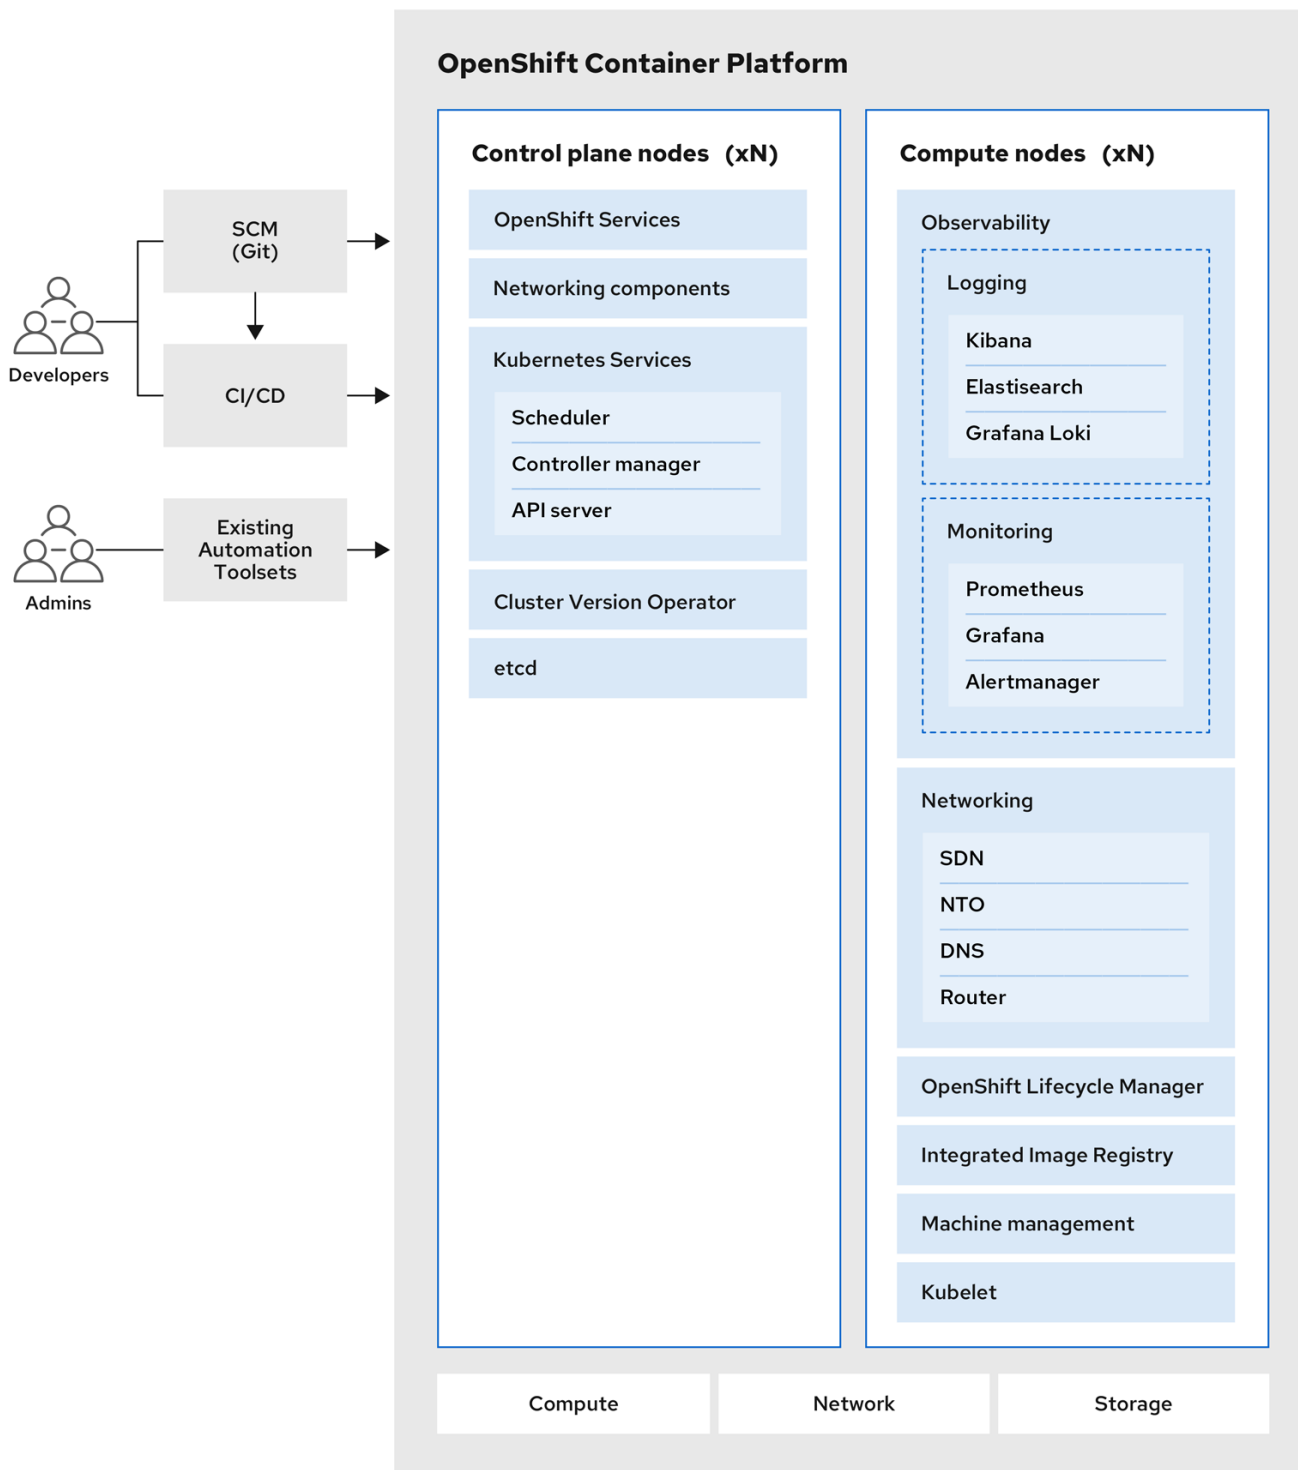 OpenShift Container Platform
Control plane nodes (xN)
OpenShift Services
Networking components
Kubernetes Services
Scheduler
Controller manager
API server
Cluster Version Operator
etcd
Compute nodes (xN)
Observability
Logging
Kibana
Elastisearch
Grafana Loki
Monitoring
Prometheus
Grafana
Alertmanager
Networking
SDN
NTO
DNS
Router
OpenShift Lifecycle Manager
Integrated Image Registry
Machine management
Kubelet
Compute
Network
Storage
SCM
(Git)
CI/CD
Developers
Existing
Automation
Toolsets
Admins